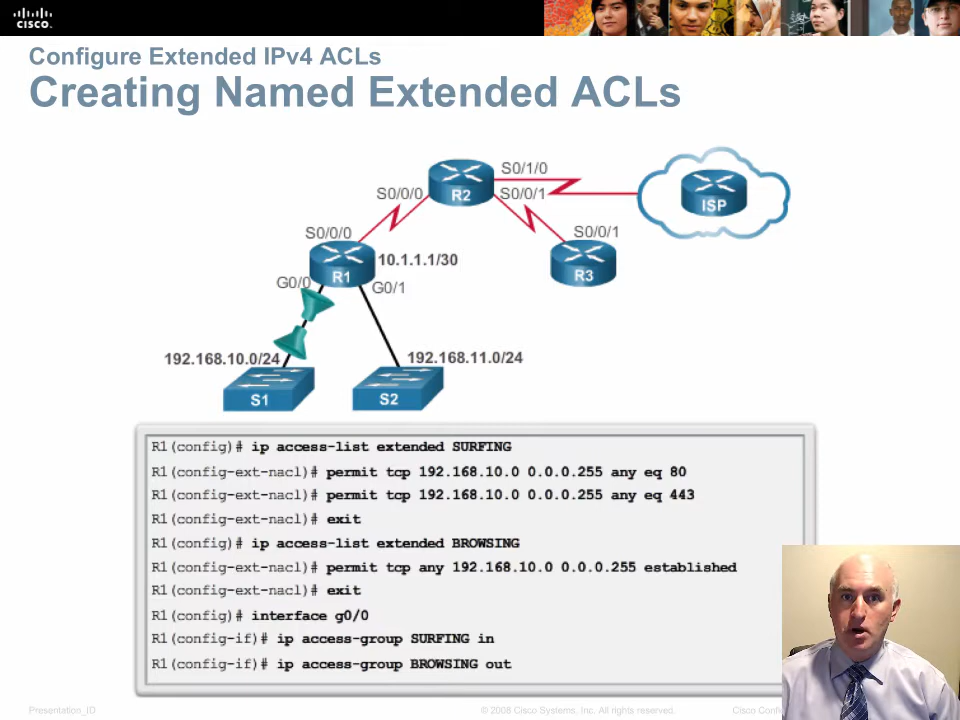 CISCO
Configure Extended IPv4 ACLs
Creating Named Extended ACLs
S0/1/0
R2
S0/0/0
S0/0/1
ISP
S0/0/0
S0/0/1
R1
10.1.1.1/30
R3
G0/0
G0/1
192.168.10.0/24
192.168.11.0/24
S1
S2
R1(config)# ip access-list extended SURFING
R1(config-ext-nacl)# permit tcp 192.168.10.0 0.0.0.255 any eq 80
R1(config-ext-nacl)# permit tcp 192.168.10.0 0.0.0.255 any eq 443
R1(config-ext-nacl)# exit
R1(config)# ip access-list extended BROWSING
R1(config-ext-nacl)# permit tcp any 192.168.10.0 0.0.0.255 established
R1(config-ext-nacl)# exit
R1(config)# interface g0/0
R1(config-if)# ip access-group SURFING in
R1(config-if)# ip access-group BROWSING out
Presentation_ID
© 2008 Cisco Systems, Inc. All rights reserved.
Cisco